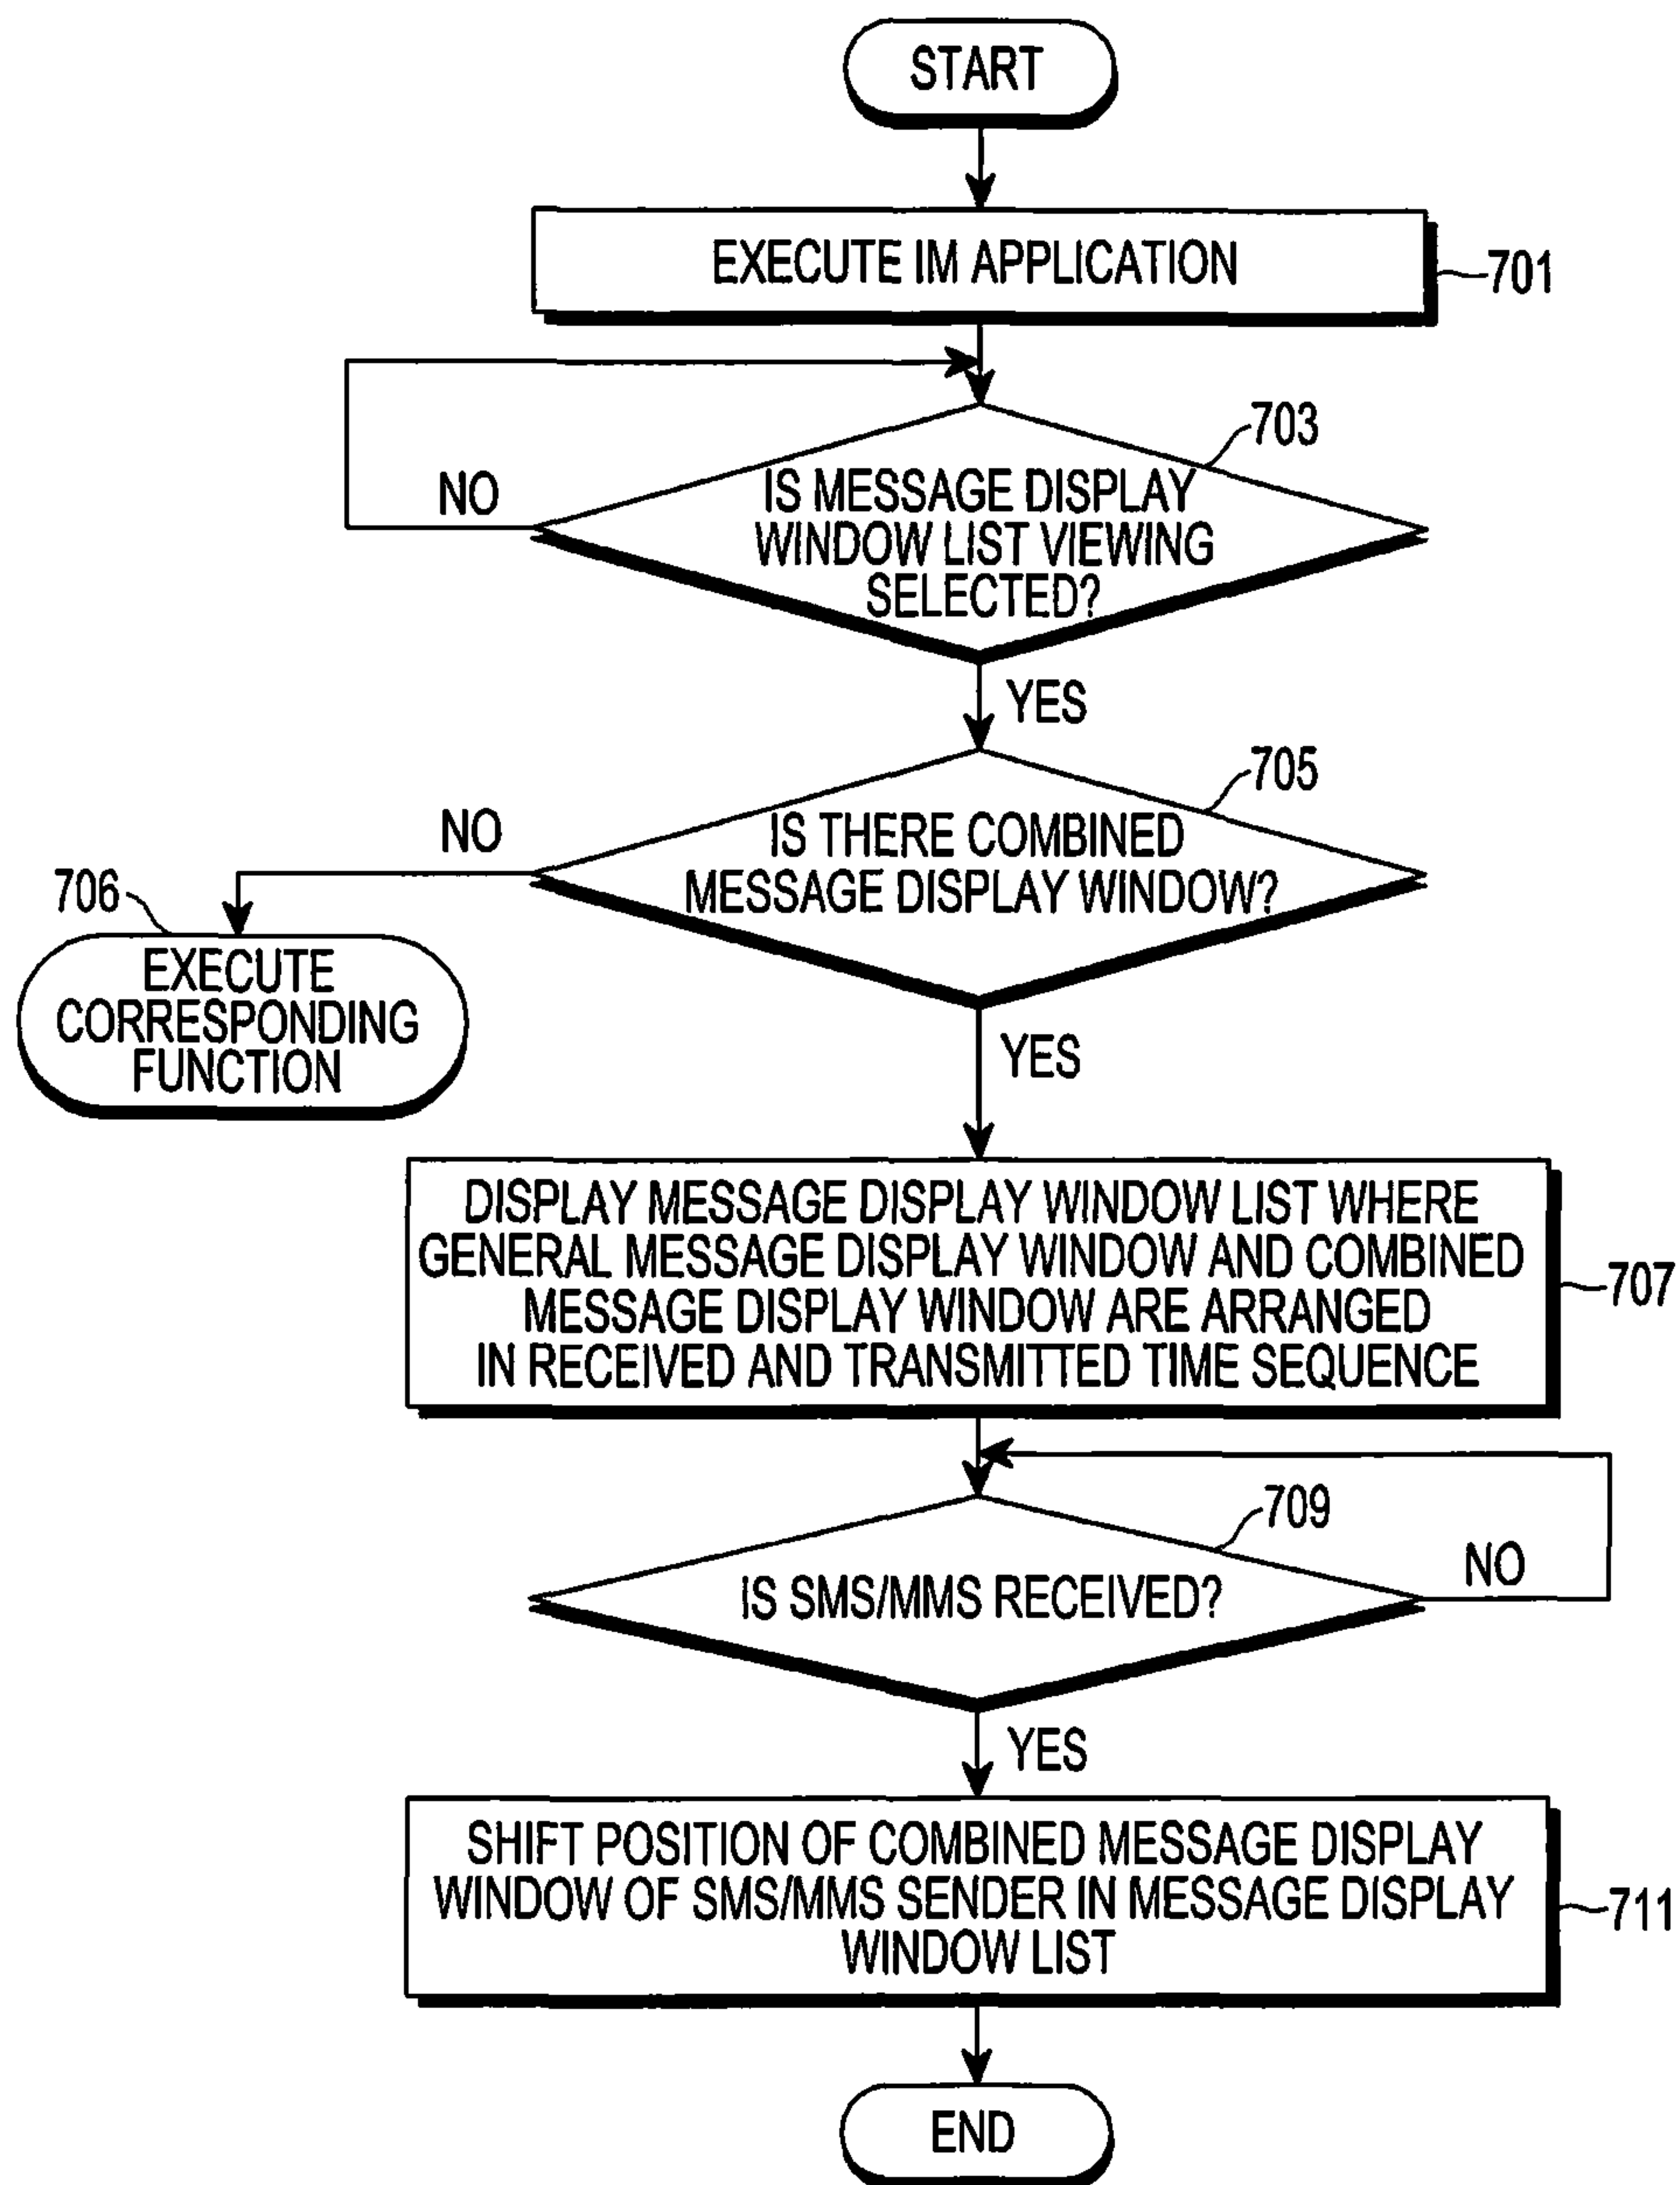 START
EXECUTE IM APPLICATION
701
703
NO
IS MESSAGE DISPLAY
WINDOW LIST VIEWING
SELECTED?
YES
705
NO
IS THERE COMBINED
MESSAGE DISPLAY WINDOW?
706
EXECUTE
CORRESPONDING
FUNCTION
YES
DISPLAY MESSAGE DISPLAY WINDOW LIST WHERE
GENERAL MESSAGE DISPLAY WINDOW AND COMBINED
MESSAGE DISPLAY WINDOW ARE ARRANGED
IN RECEIVED AND TRANSMITTED TIME SEQUENCE
707
709
IS SMS/MMS RECEIVED?
NO
YES
SHIFT POSITION OF COMBINED MESSAGE DISPLAY
WINDOW OF SMS/MMS SENDER IN MESSAGE DISPLAY
WINDOW LIST
711
END